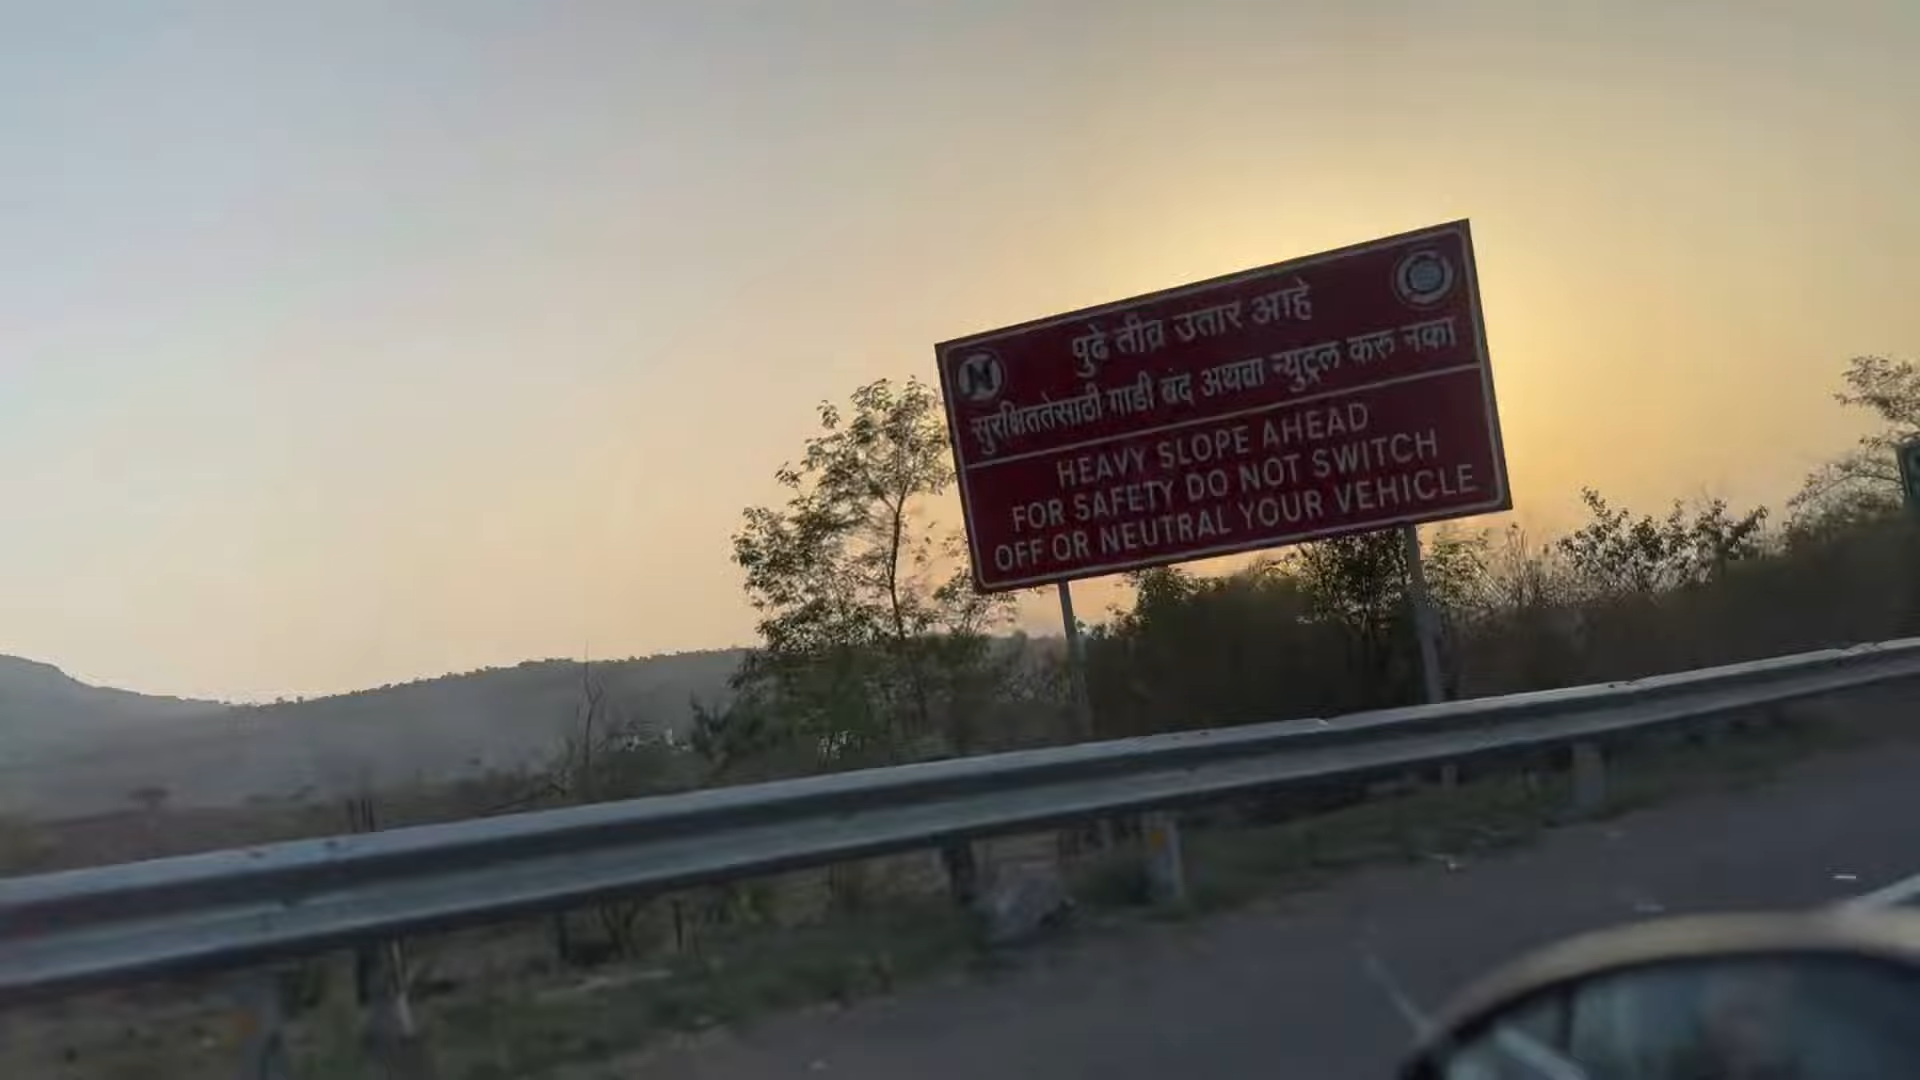 पुढे तीव्र उतार आहे
सुरक्षिततेसाठी गाडी बंद अथवा न्युट्रल करु नका
HEAVY SLOPE AHEAD
FOR SAFETY DO NOT SWITCH
OFF OR NEUTRAL YOUR VEHICLE